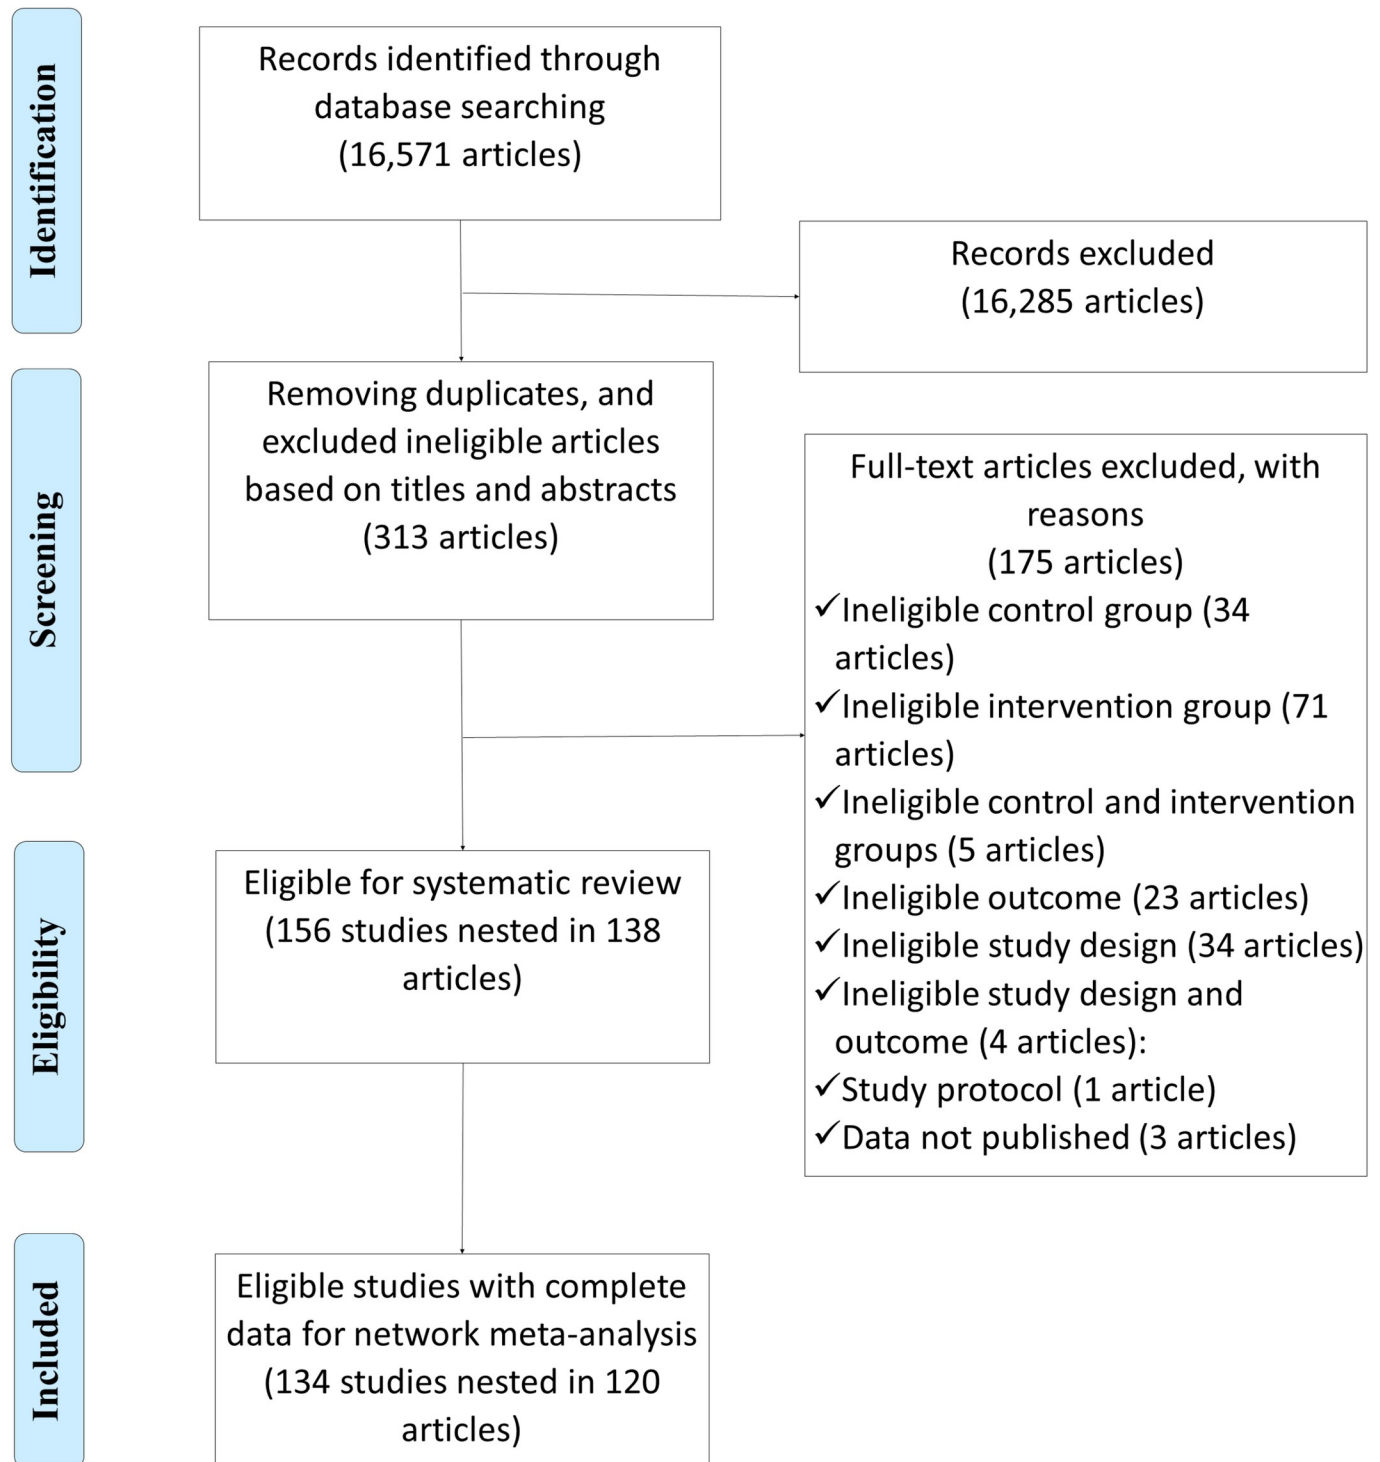 Identification
Records identified through
database searching
(16,571 articles)
Records excluded
(16,285 articles)
Screening
Removing duplicates, and
excluded ineligible articles
based on titles and abstracts
(313 articles)
Full-text articles excluded, with
reasons
(175 articles)
✓Ineligible control group (34
articles)
✓Ineligible intervention group (71
articles)
✓Ineligible control and intervention
groups (5 articles)
✓Ineligible outcome (23 articles)
✓Ineligible study design (34 articles)
✓Ineligible study design and
outcome (4 articles):
✓Study protocol (1 article)
✓Data not published (3 articles)
Eligibility
Eligible for systematic review
(156 studies nested in 138
articles)
Included
Eligible studies with complete
data for network meta-analysis
(134 studies nested in 120
articles)